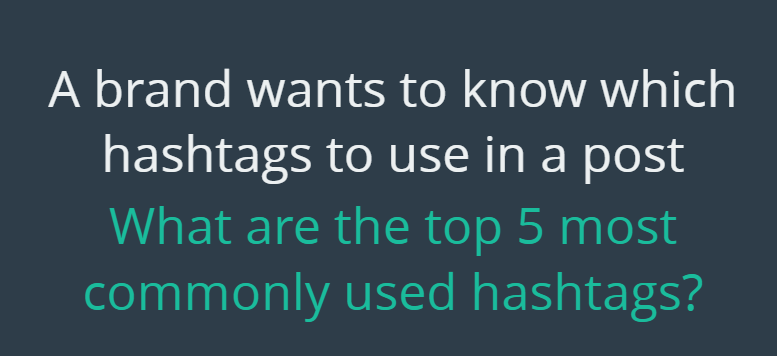 A brand wants to know which
hashtags to use in a post
What are the top 5 most
commonly used hashtags?